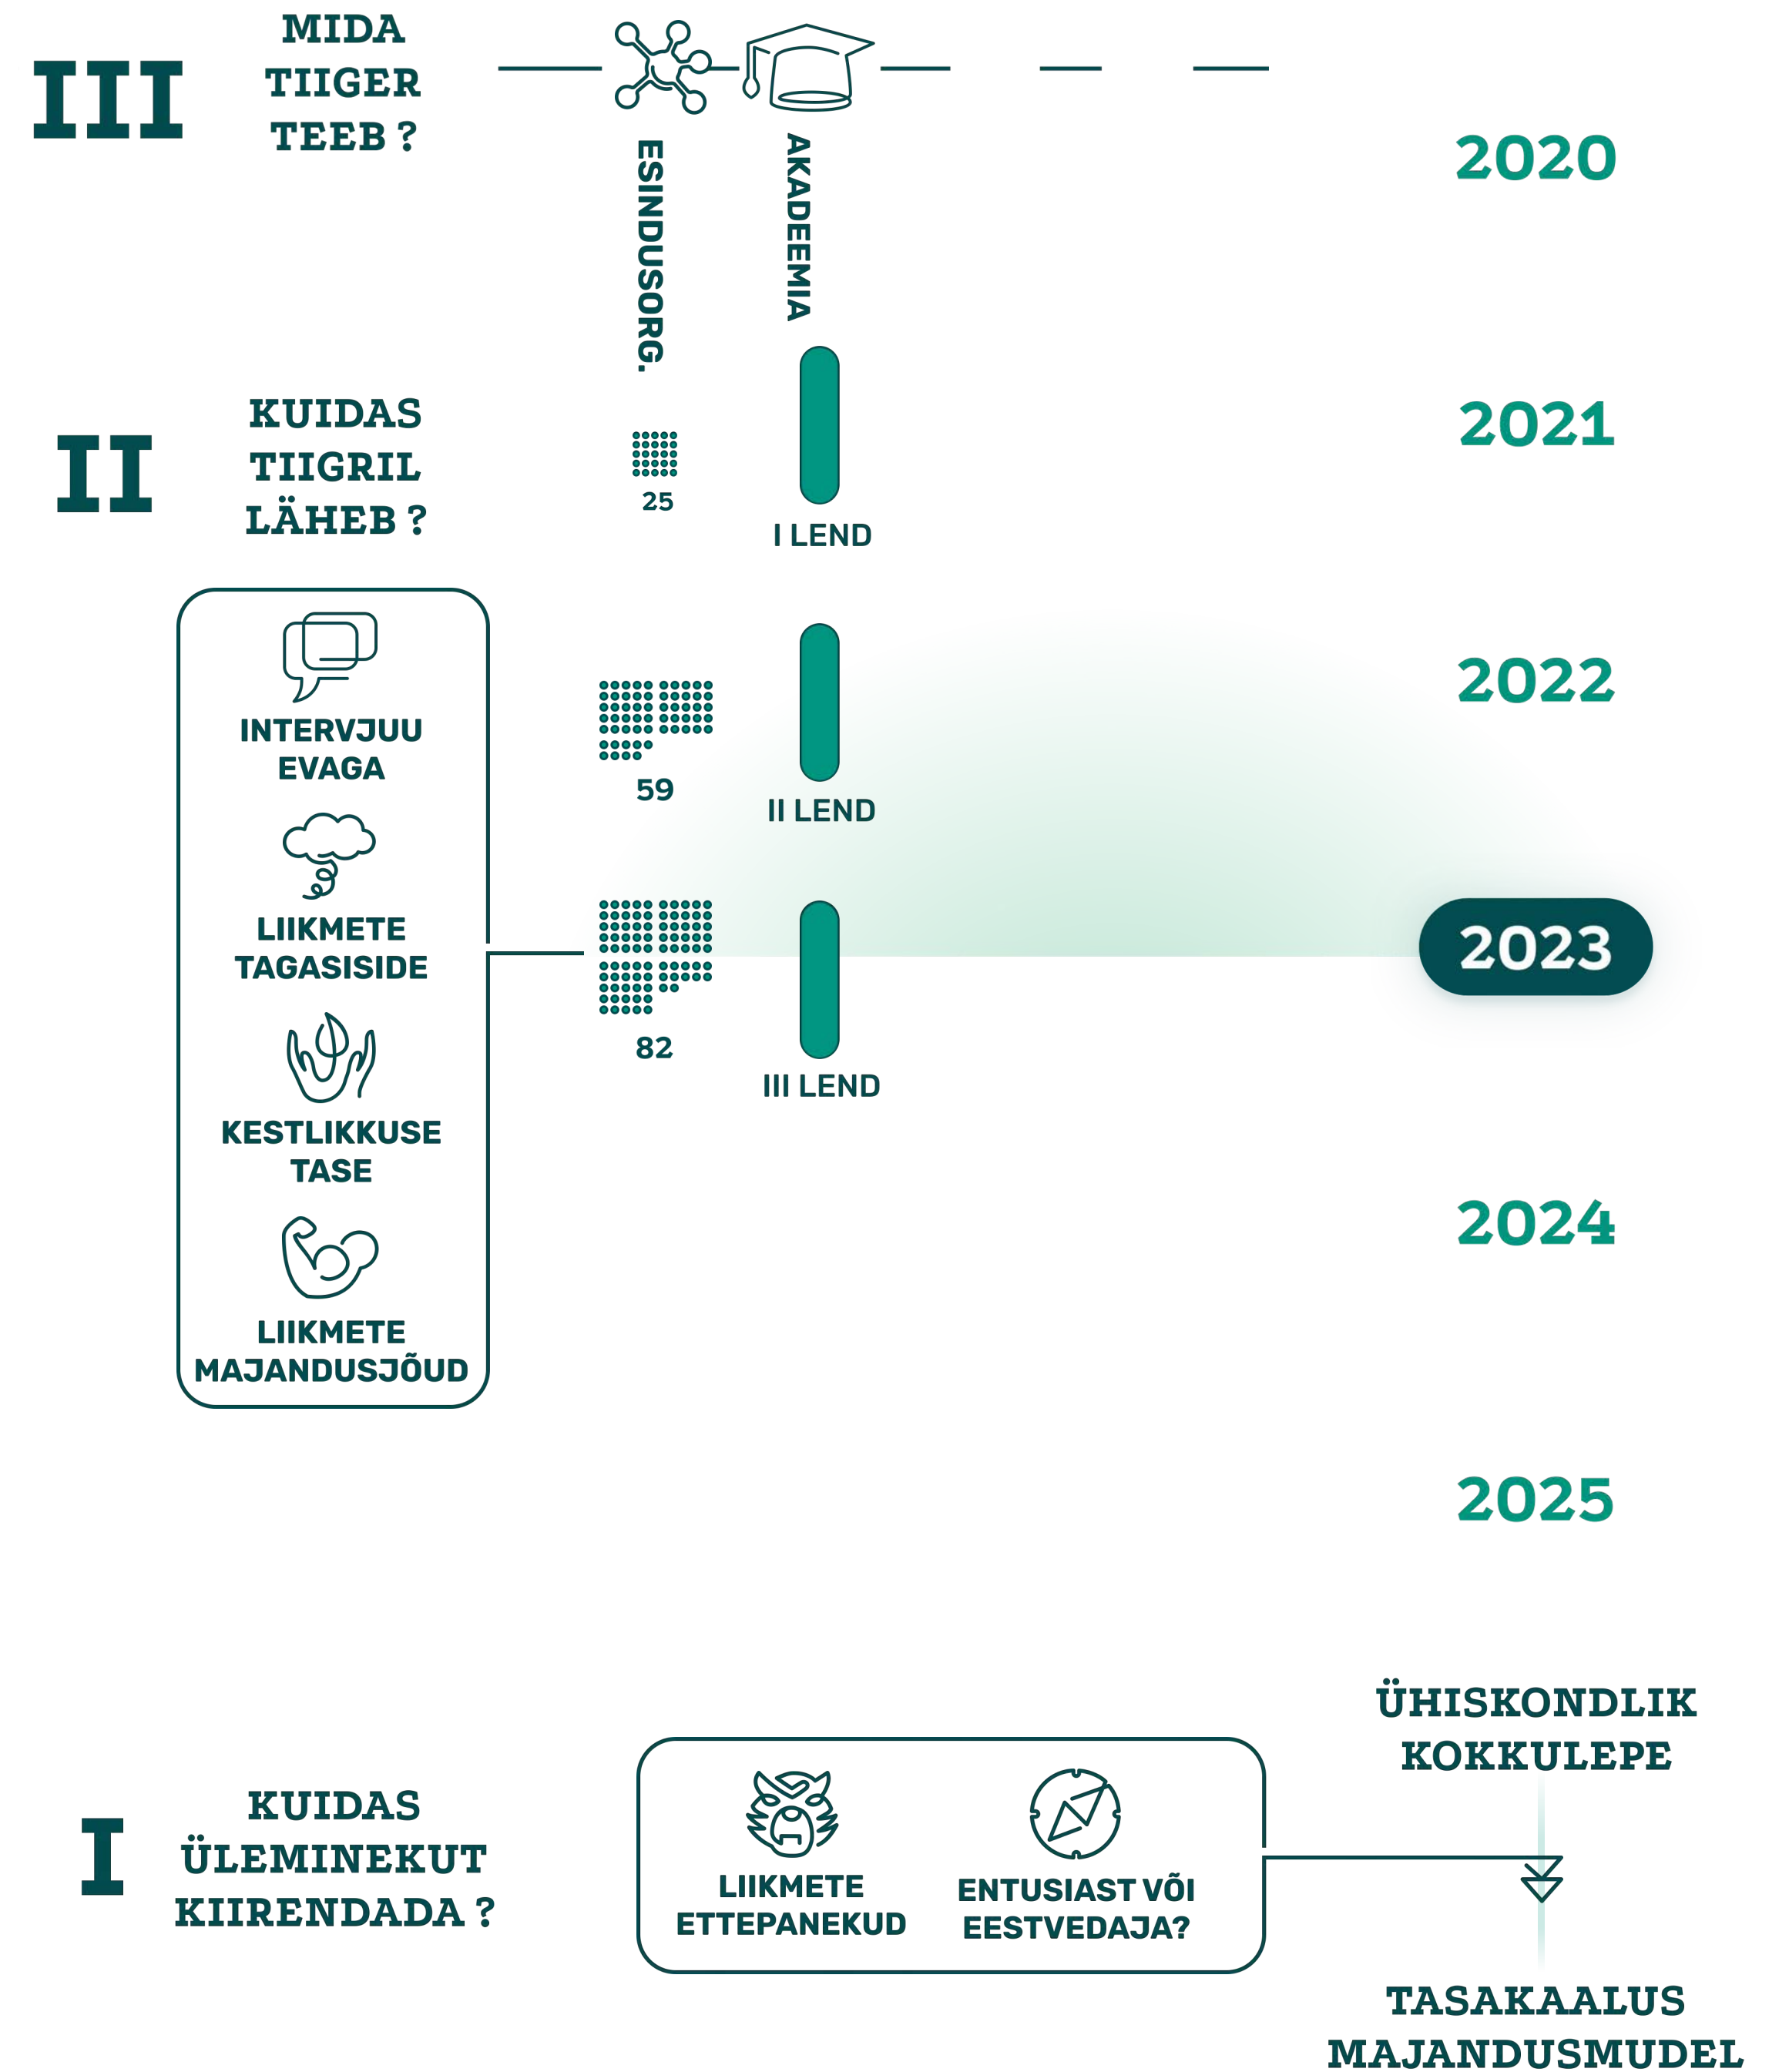 III
MIDA
TIIGER
TEEB ?
ESINDUSORG.
AKADEEMIA
2020
II
KUIDAS
TIIGRIL
LÄHEB ?
25
I LEND
2021
INTERVJUU
EVAGA
LIIKMETE
TAGASISIDE
KESTLIKKUSE
TASE
LIIKMETE
MAJANDUSJÕUD
59
II LEND
2022
82
III LEND
2023
2024
2025
I
KUIDAS
ÜLEMINEKUT
KIIRENDADA ?
LIIKMETE
ETTEPANEKUD
ENTUSIAST VÕI
EESTVEDAJA?
ÜHISKONDLIK
KOKKULEPE
TASAKAALUS
MAJANDUSMUDEL